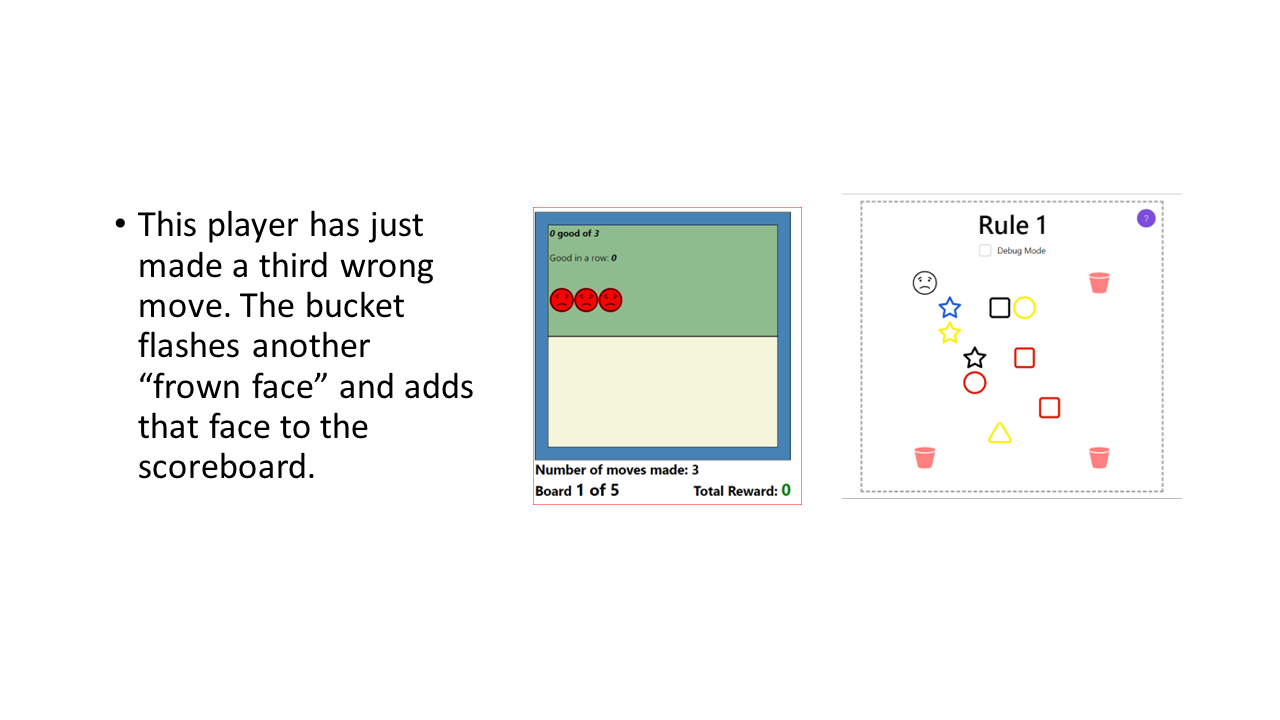 • This player has just
made a third wrong
move. The bucket
flashes another
“frown face” and adds
that face to the
scoreboard.
0 good of 3
Good in a row: 0
Number of moves made: 3
Board 1 of 5 Total Reward: 0
Rule 1
?
Debug Mode